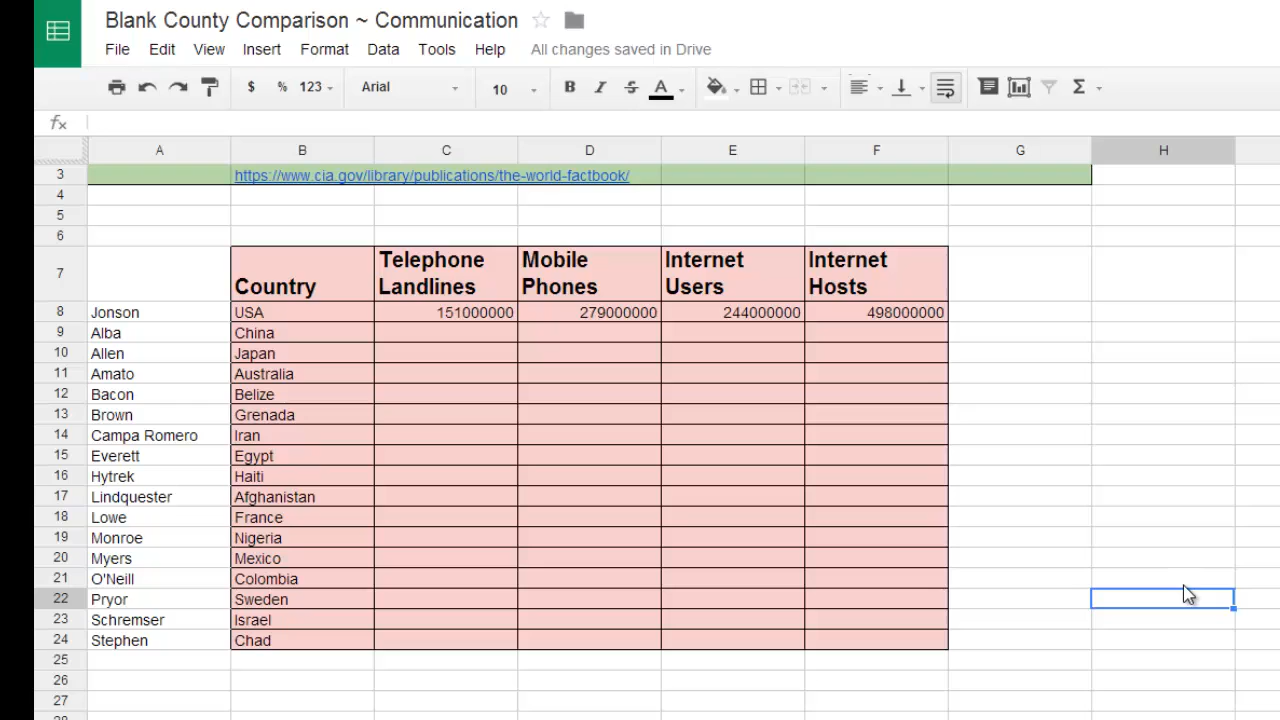 Blank County Comparison ~ Communication
File Edit View Insert Format Data Tools Help All changes saved in Drive
$ % 123 Arial 10 B I S A Σ
fx
A B C D E F G H
3 https://www.cia.gov/library/publications/the-world-factbook/
4
5
6
7 Country Telephone Landlines Mobile Phones Internet Users Internet Hosts
8 Jonson USA 151000000 279000000 244000000 498000000
9 Alba China
10 Allen Japan
11 Amato Australia
12 Bacon Belize
13 Brown Grenada
14 Campa Romero Iran
15 Everett Egypt
16 Hytrek Haiti
17 Lindquester Afghanistan
18 Lowe France
19 Monroe Nigeria
20 Myers Mexico
21 O'Neill Colombia
22 Pryor Sweden
23 Schremser Israel
24 Stephen Chad
25
26
27
28